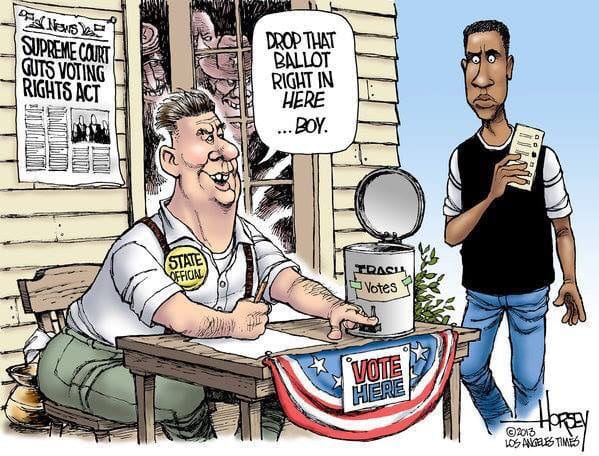 NEWS
SUPREME COURT
GUTS VOTING
RIGHTS ACT
DROP THAT
BALLOT
RIGHT IN
HERE
...BOY.
STATE
OFFICIAL
TRASH
Votes
VOTE
HERE
HORSEY
©2013
LOS ANGELES TIMES